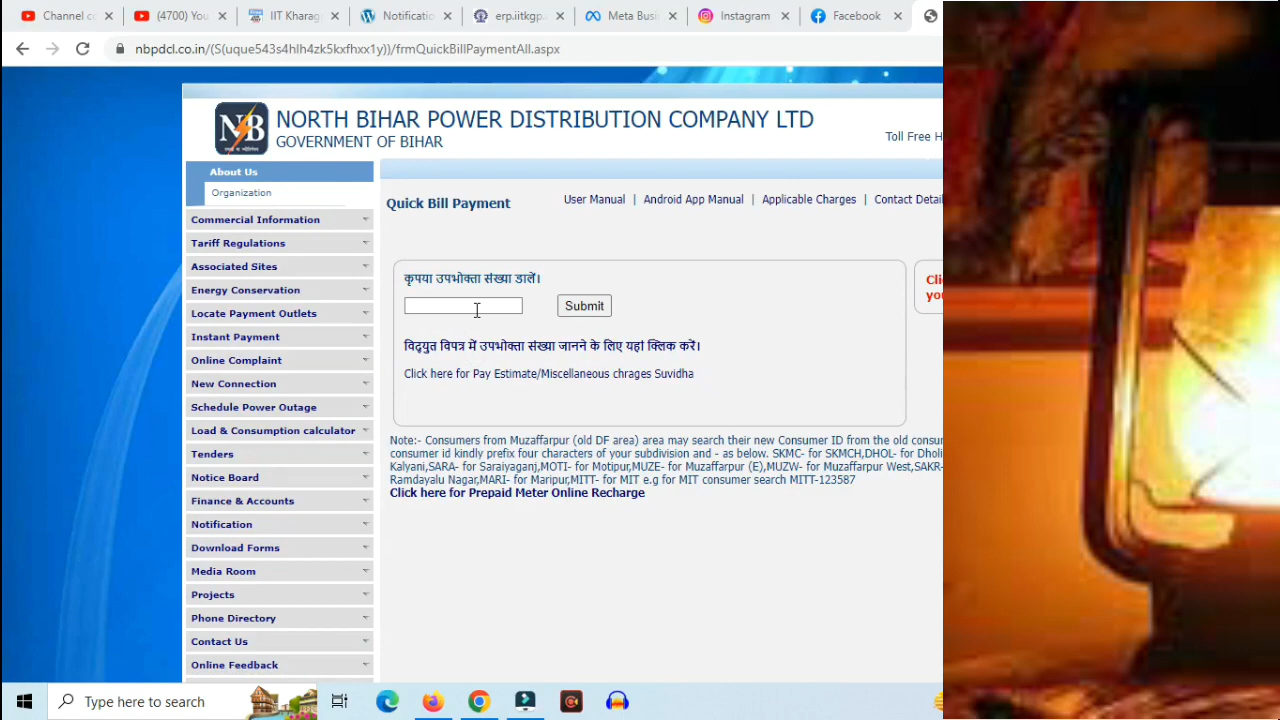 Channel co
(4700) You
IIT Kharag
Notificatio
erp.iitkgp.
Meta Busi
Instagram
Facebook
nbpdcl.co.in/(S(uque543s4hlh4zk5kxfhxx1y))/frmQuickBillPaymentAll.aspx
NB
NORTH BIHAR POWER DISTRIBUTION COMPANY LTD
GOVERNMENT OF BIHAR
Toll Free H
About Us
Organization
Commercial Information
Tariff Regulations
Associated Sites
Energy Conservation
Locate Payment Outlets
Instant Payment
Online Complaint
New Connection
Schedule Power Outage
Load & Consumption calculator
Tenders
Notice Board
Finance & Accounts
Notification
Download Forms
Media Room
Projects
Phone Directory
Contact Us
Online Feedback
Quick Bill Payment
User Manual | Android App Manual | Applicable Charges | Contact Detail
कृपया उपभोक्ता संख्या डालें।
Submit
विद्युत विपत्र में उपभोक्ता संख्या जानने के लिए यहां क्लिक करें।
Click here for Pay Estimate/Miscellaneous chrages Suvidha
Cli
you
Note:- Consumers from Muzaffarpur (old DF area) area may search their new Consumer ID from the old consum
consumer id kindly prefix four characters of your subdivision and - as below. SKMC- for SKMCH,DHOL- for Dholi
Kalyani,SARA- for Saraiyaganj,MOTI- for Motipur,MUZE- for Muzaffarpur (E),MUZW- for Muzaffarpur West,SAKR-
Ramdayalu Nagar,MARI- for Maripur,MITT- for MIT e.g for MIT consumer search MITT-123587
Click here for Prepaid Meter Online Recharge
Type here to search